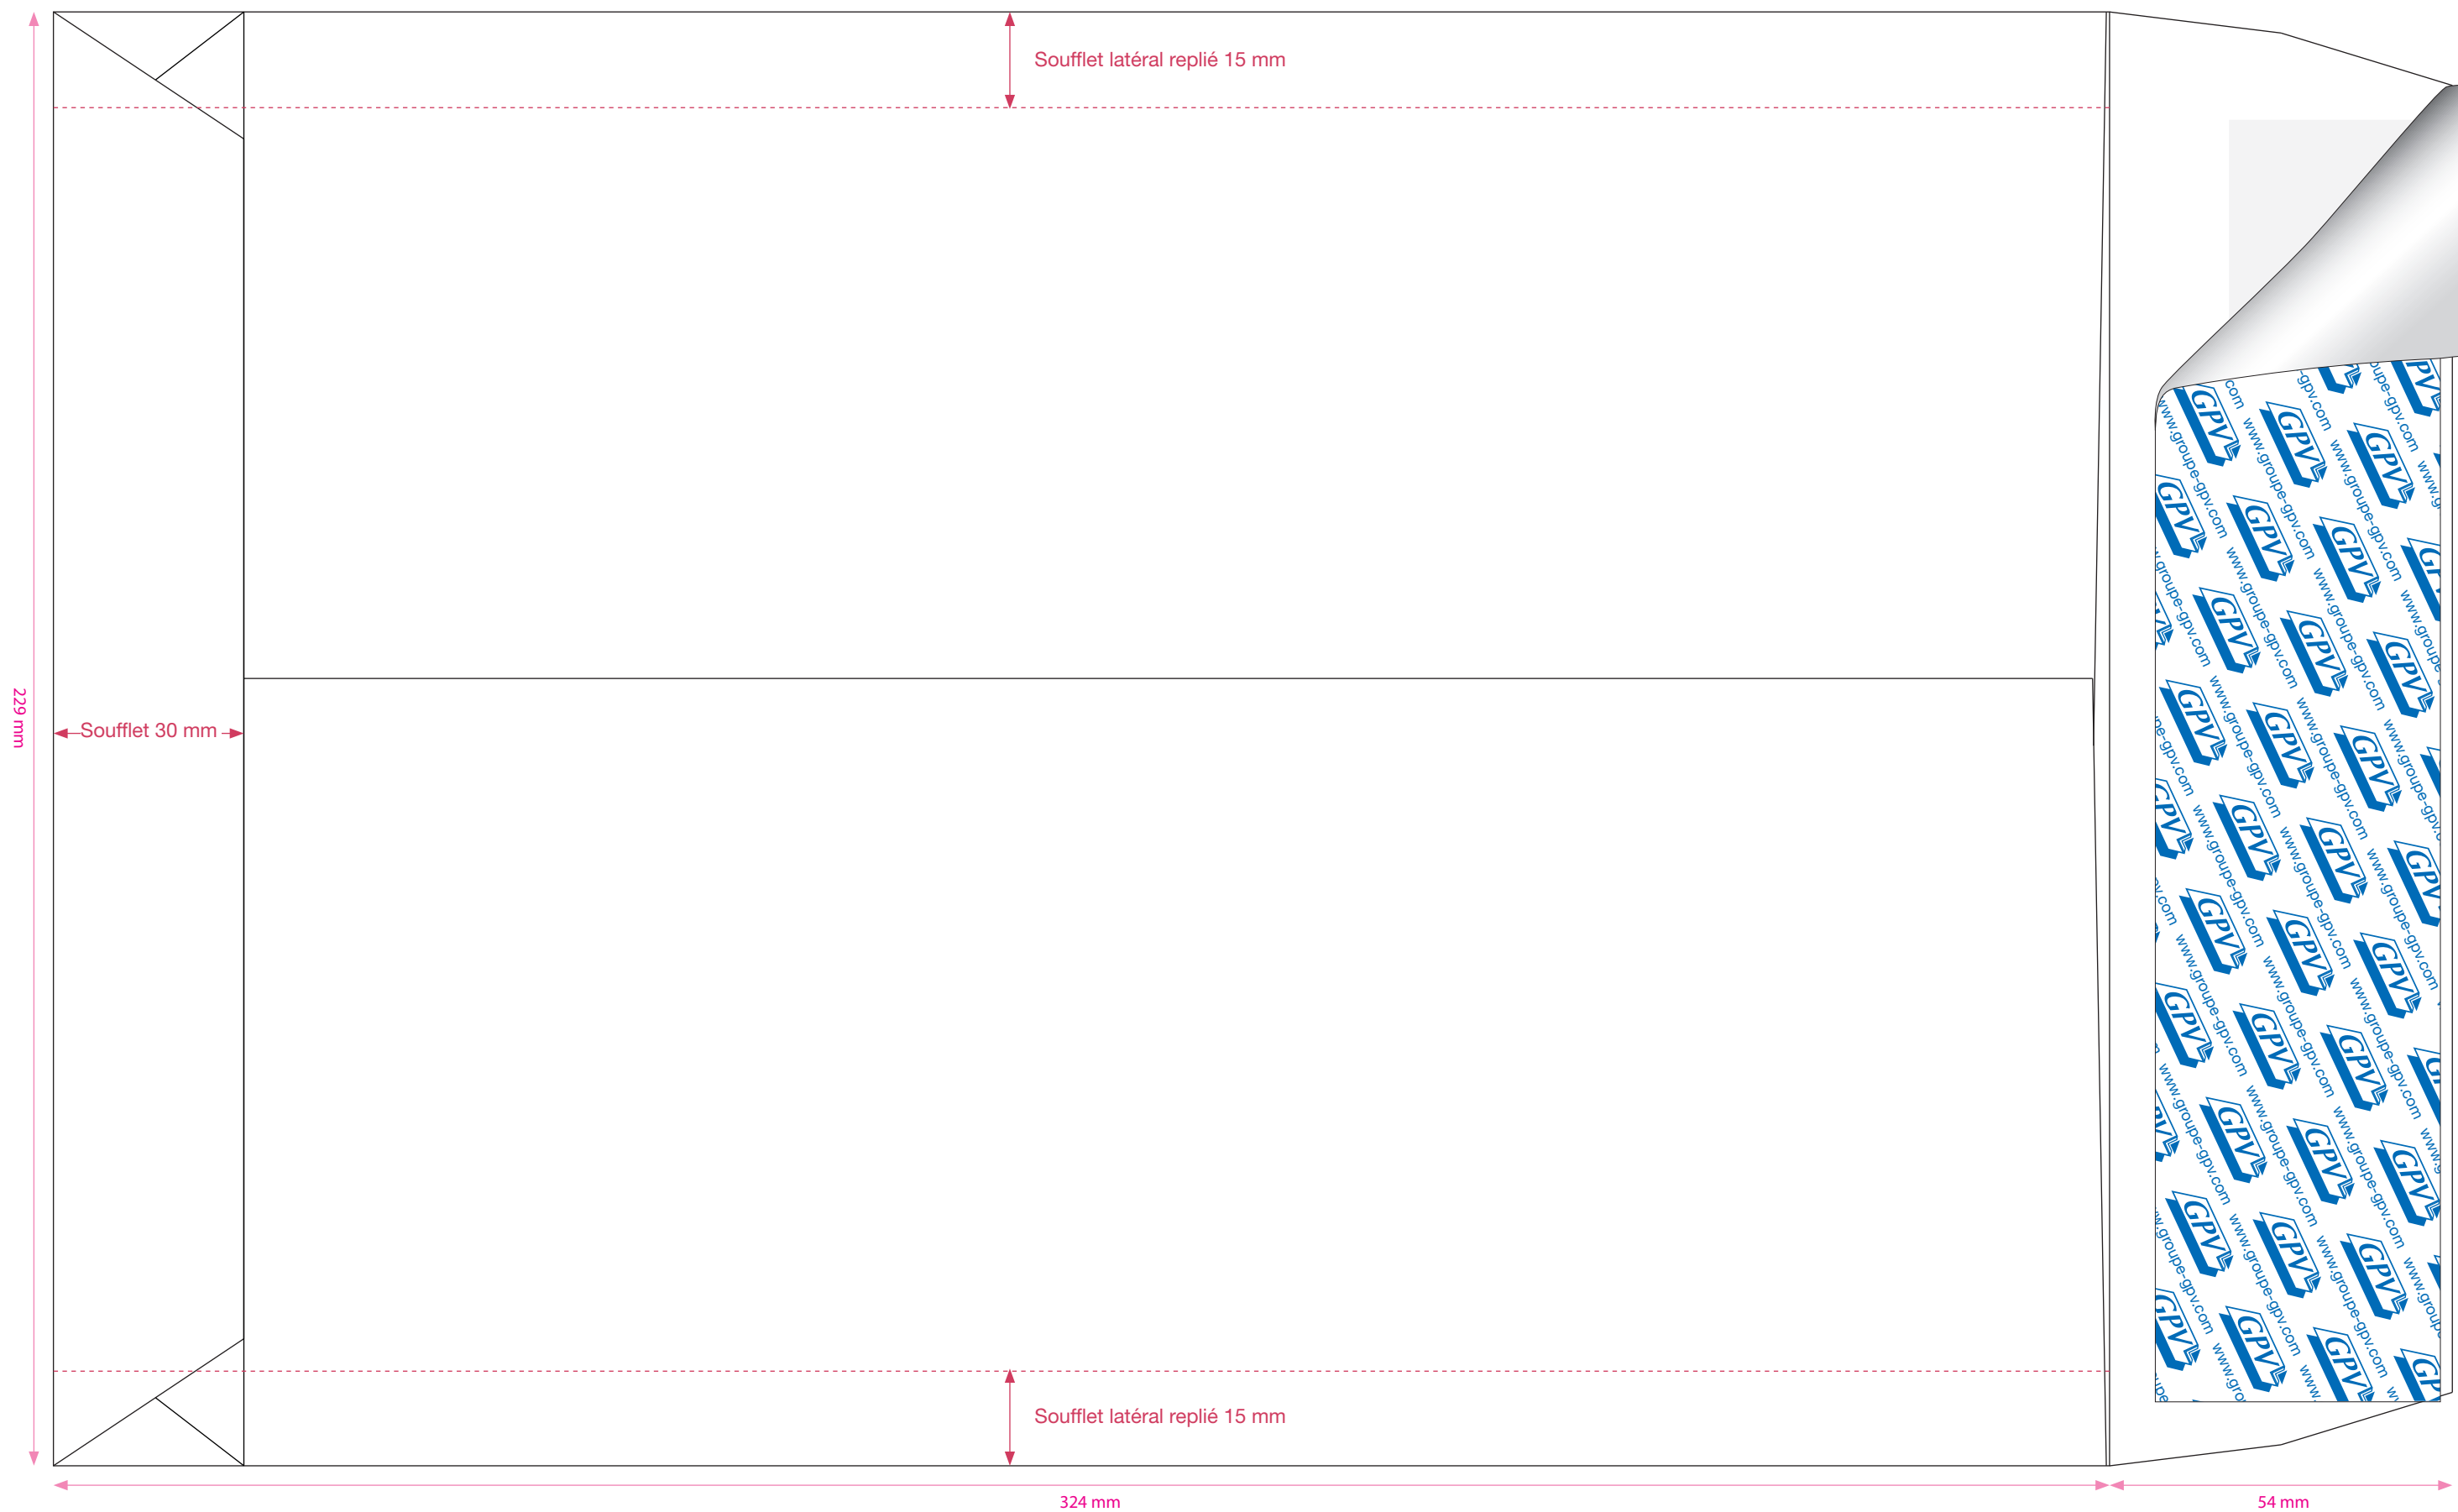 Soufflet latéral replié 15 mm
229 mm
Soufflet 30 mm
Soufflet latéral replié 15 mm
324 mm
54 mm
GPV
www.groupe-gpv.com